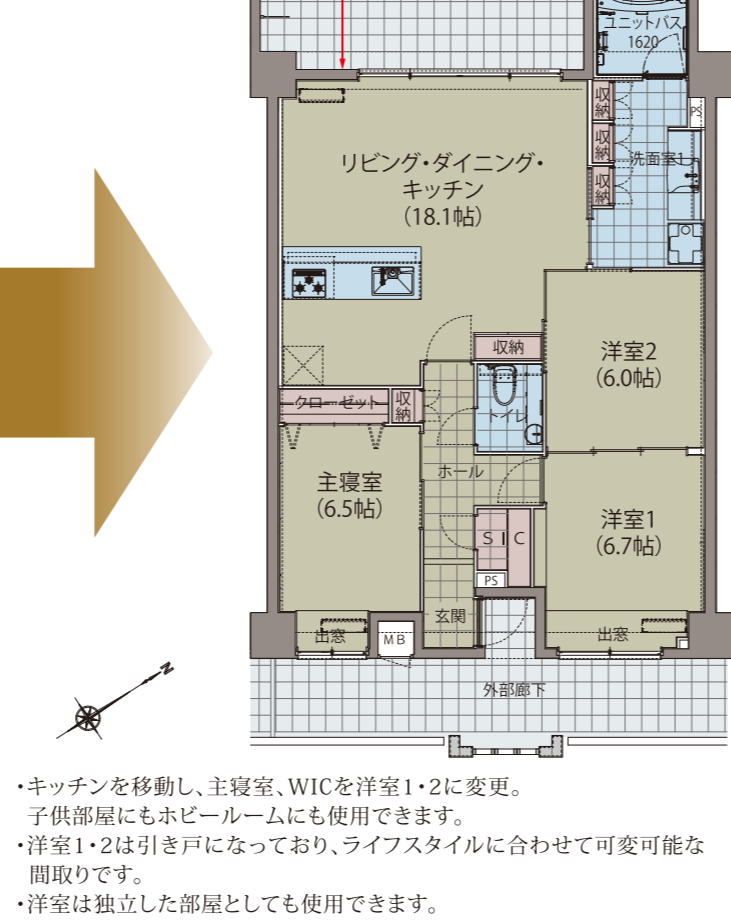 ユニットバス
1620
収納
PS
収納
洗面室1
収納
リビング・ダイニング・
キッチン
（18.1帖）
収納
洋室2
（6.0帖）
クローゼット
収納
トイレ
ホール
主寝室
（6.5帖）
洋室1
（6.7帖）
SIC
PS
玄関
出窓
MB
出窓
外部廊下
N
・キッチンを移動し、主寝室、WICを洋室1・2に変更。
子供部屋にもホビールームにも使用できます。
・洋室1・2は引き戸になっており、ライフスタイルに合わせて可変可能な
間取りです。
・洋室は独立した部屋としても使用できます。